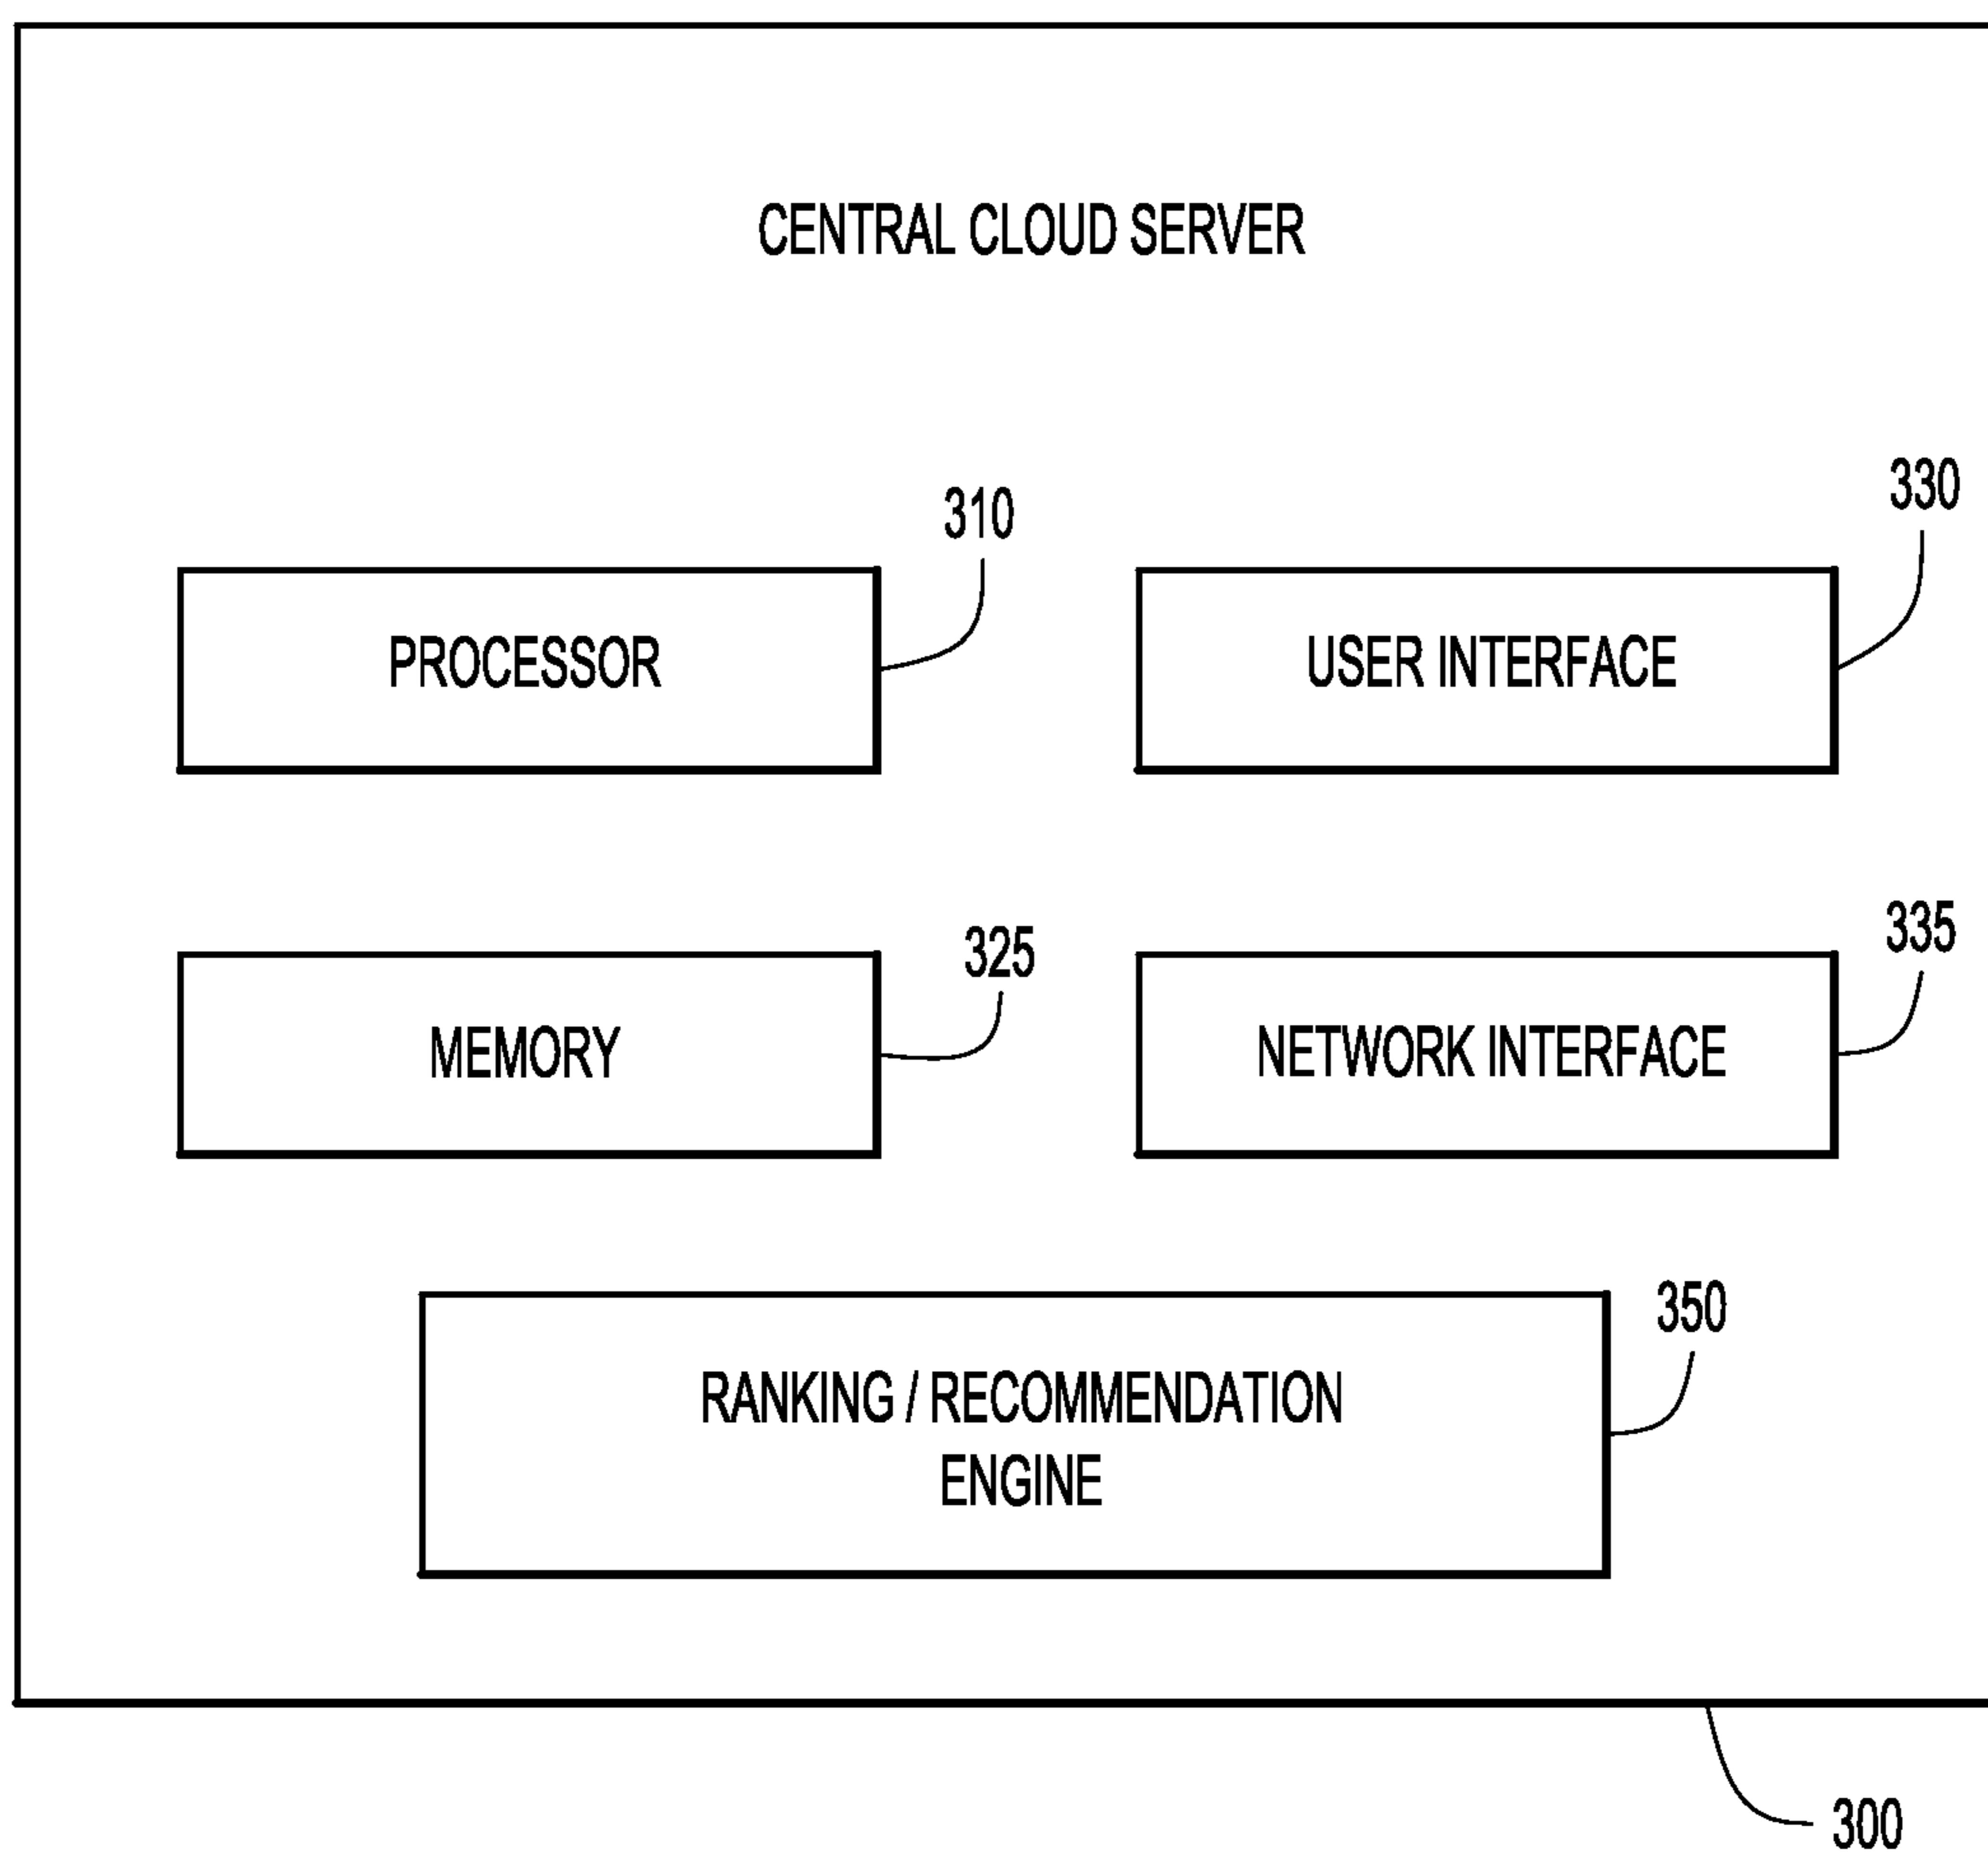 CENTRAL CLOUD SERVER
310
330
PROCESSOR
USER INTERFACE
325
335
MEMORY
NETWORK INTERFACE
350
RANKING / RECOMMENDATION
ENGINE
300